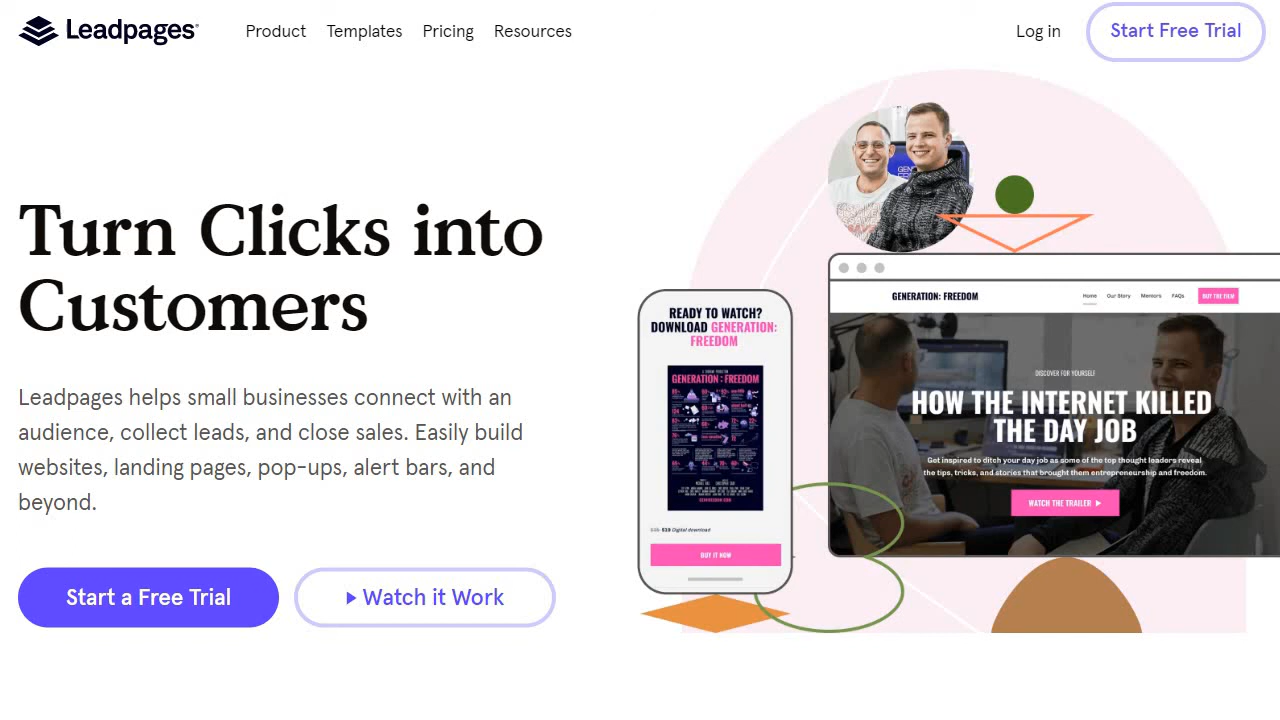 Leadpages®
Product Templates Pricing Resources
Log in
Start Free Trial
Turn Clicks into
Customers
Leadpages helps small businesses connect with an
audience, collect leads, and close sales. Easily build
websites, landing pages, pop-ups, alert bars, and
beyond.
Start a Free Trial
Watch it Work
READY TO WATCH?
DOWNLOAD GENERATION:
FREEDOM
GENERATION : FREEDOM
$39 Digital download
BUY IT NOW
GENERATION: FREEDOM
Home Our Story Mentors FAQs BUY THE FILM
DISCOVER FOR YOURSELF
HOW THE INTERNET KILLED
THE DAY JOB
Get inspired to ditch your day job as some of the top thought leaders reveal
the tips, tricks, and stories that brought them entrepreneurship and freedom.
WATCH THE TRAILER